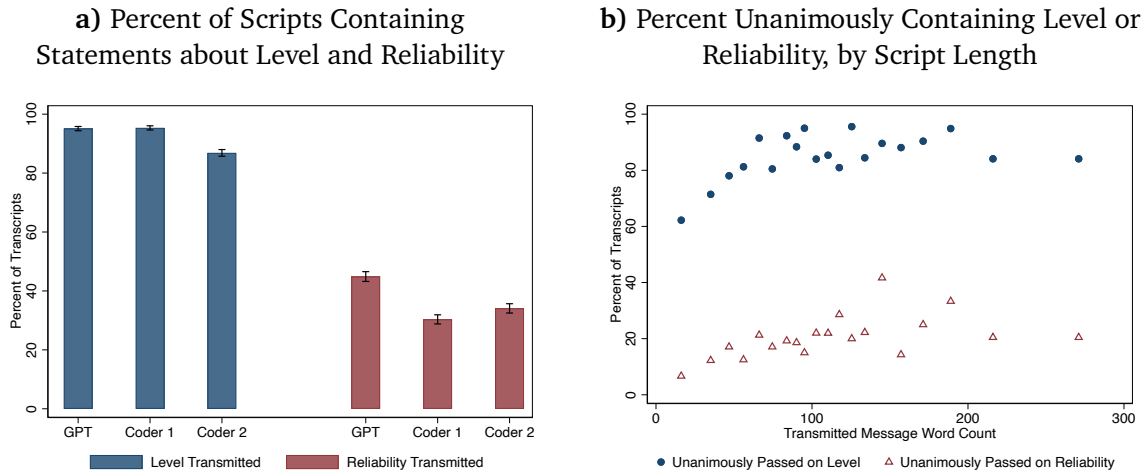 a) Percent of Scripts Containing
Statements about Level and Reliability
100
80
60
40
20
0
Percent of Transcripts
GPT Coder 1 Coder 2 GPT Coder 1 Coder 2
Level Transmitted Reliability Transmitted
b) Percent Unanimously Containing Level or
Reliability, by Script Length
100
80
60
40
20
0
Percent of Transcripts
0 100 200 300
Transmitted Message Word Count
Unanimously Passed on Level Unanimously Passed on Reliability